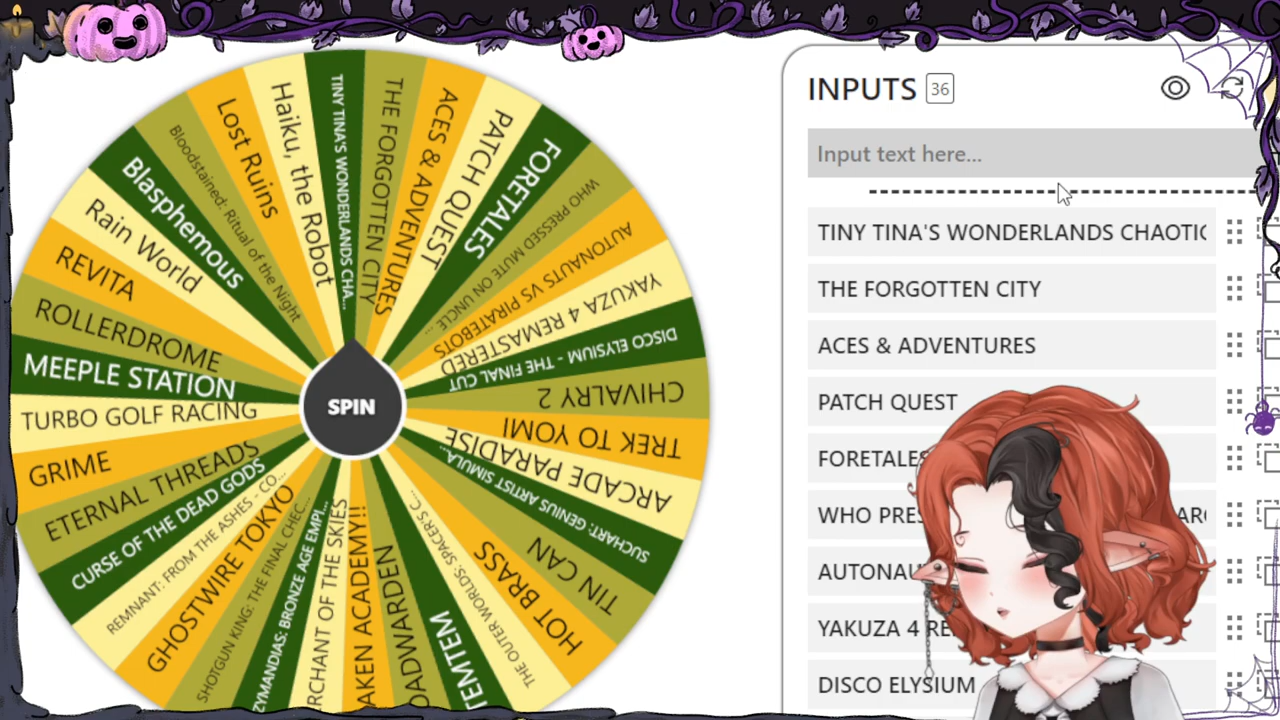 TINY TINA'S WONDERLANDS CHA...
THE FORGOTTEN CITY
ACES & ADVENTURES
PATCH QUEST
FORETALES
WHO PRESSED MUTE ON UNCLE ...
AUTONAUTS VS PIRATEBOTS
YAKUZA 4 REMASTERED
DISCO ELYSIUM - THE FINAL CUT
CHIVALRY 2
TREK TO YOMI
ARCADE PARADISE
SUCHART: GENIUS ARTIST SIMULA...
TIN CAN
HOT BRASS
THE OUTER WORLDS: SPACER'S C...
TEMTEM
OADWARDEN
AKEN ACADEMY!!
RCHANT OF THE SKIES
ZYMANDIAS: BRONZE AGE EMPI...
SHOTGUN KING: THE FINAL CHEC...
GHOSTWIRE TOKYO
REMNANT: FROM THE ASHES - CO...
CURSE OF THE DEAD GODS
ETERNAL THREADS
GRIME
TURBO GOLF RACING
MEEPLE STATION
ROLLERDROME
REVITA
Rain World
Blasphemous
Bloodstained: Ritual of the Night
Lost Ruins
Haiku, the Robot
SPIN
INPUTS 36
Input text here...
TINY TINA'S WONDERLANDS CHAOTIC
THE FORGOTTEN CITY
ACES & ADVENTURES
PATCH QUEST
FORETALES
WHO PRES
AUTONAU
YAKUZA 4 RE
DISCO ELYSIUM